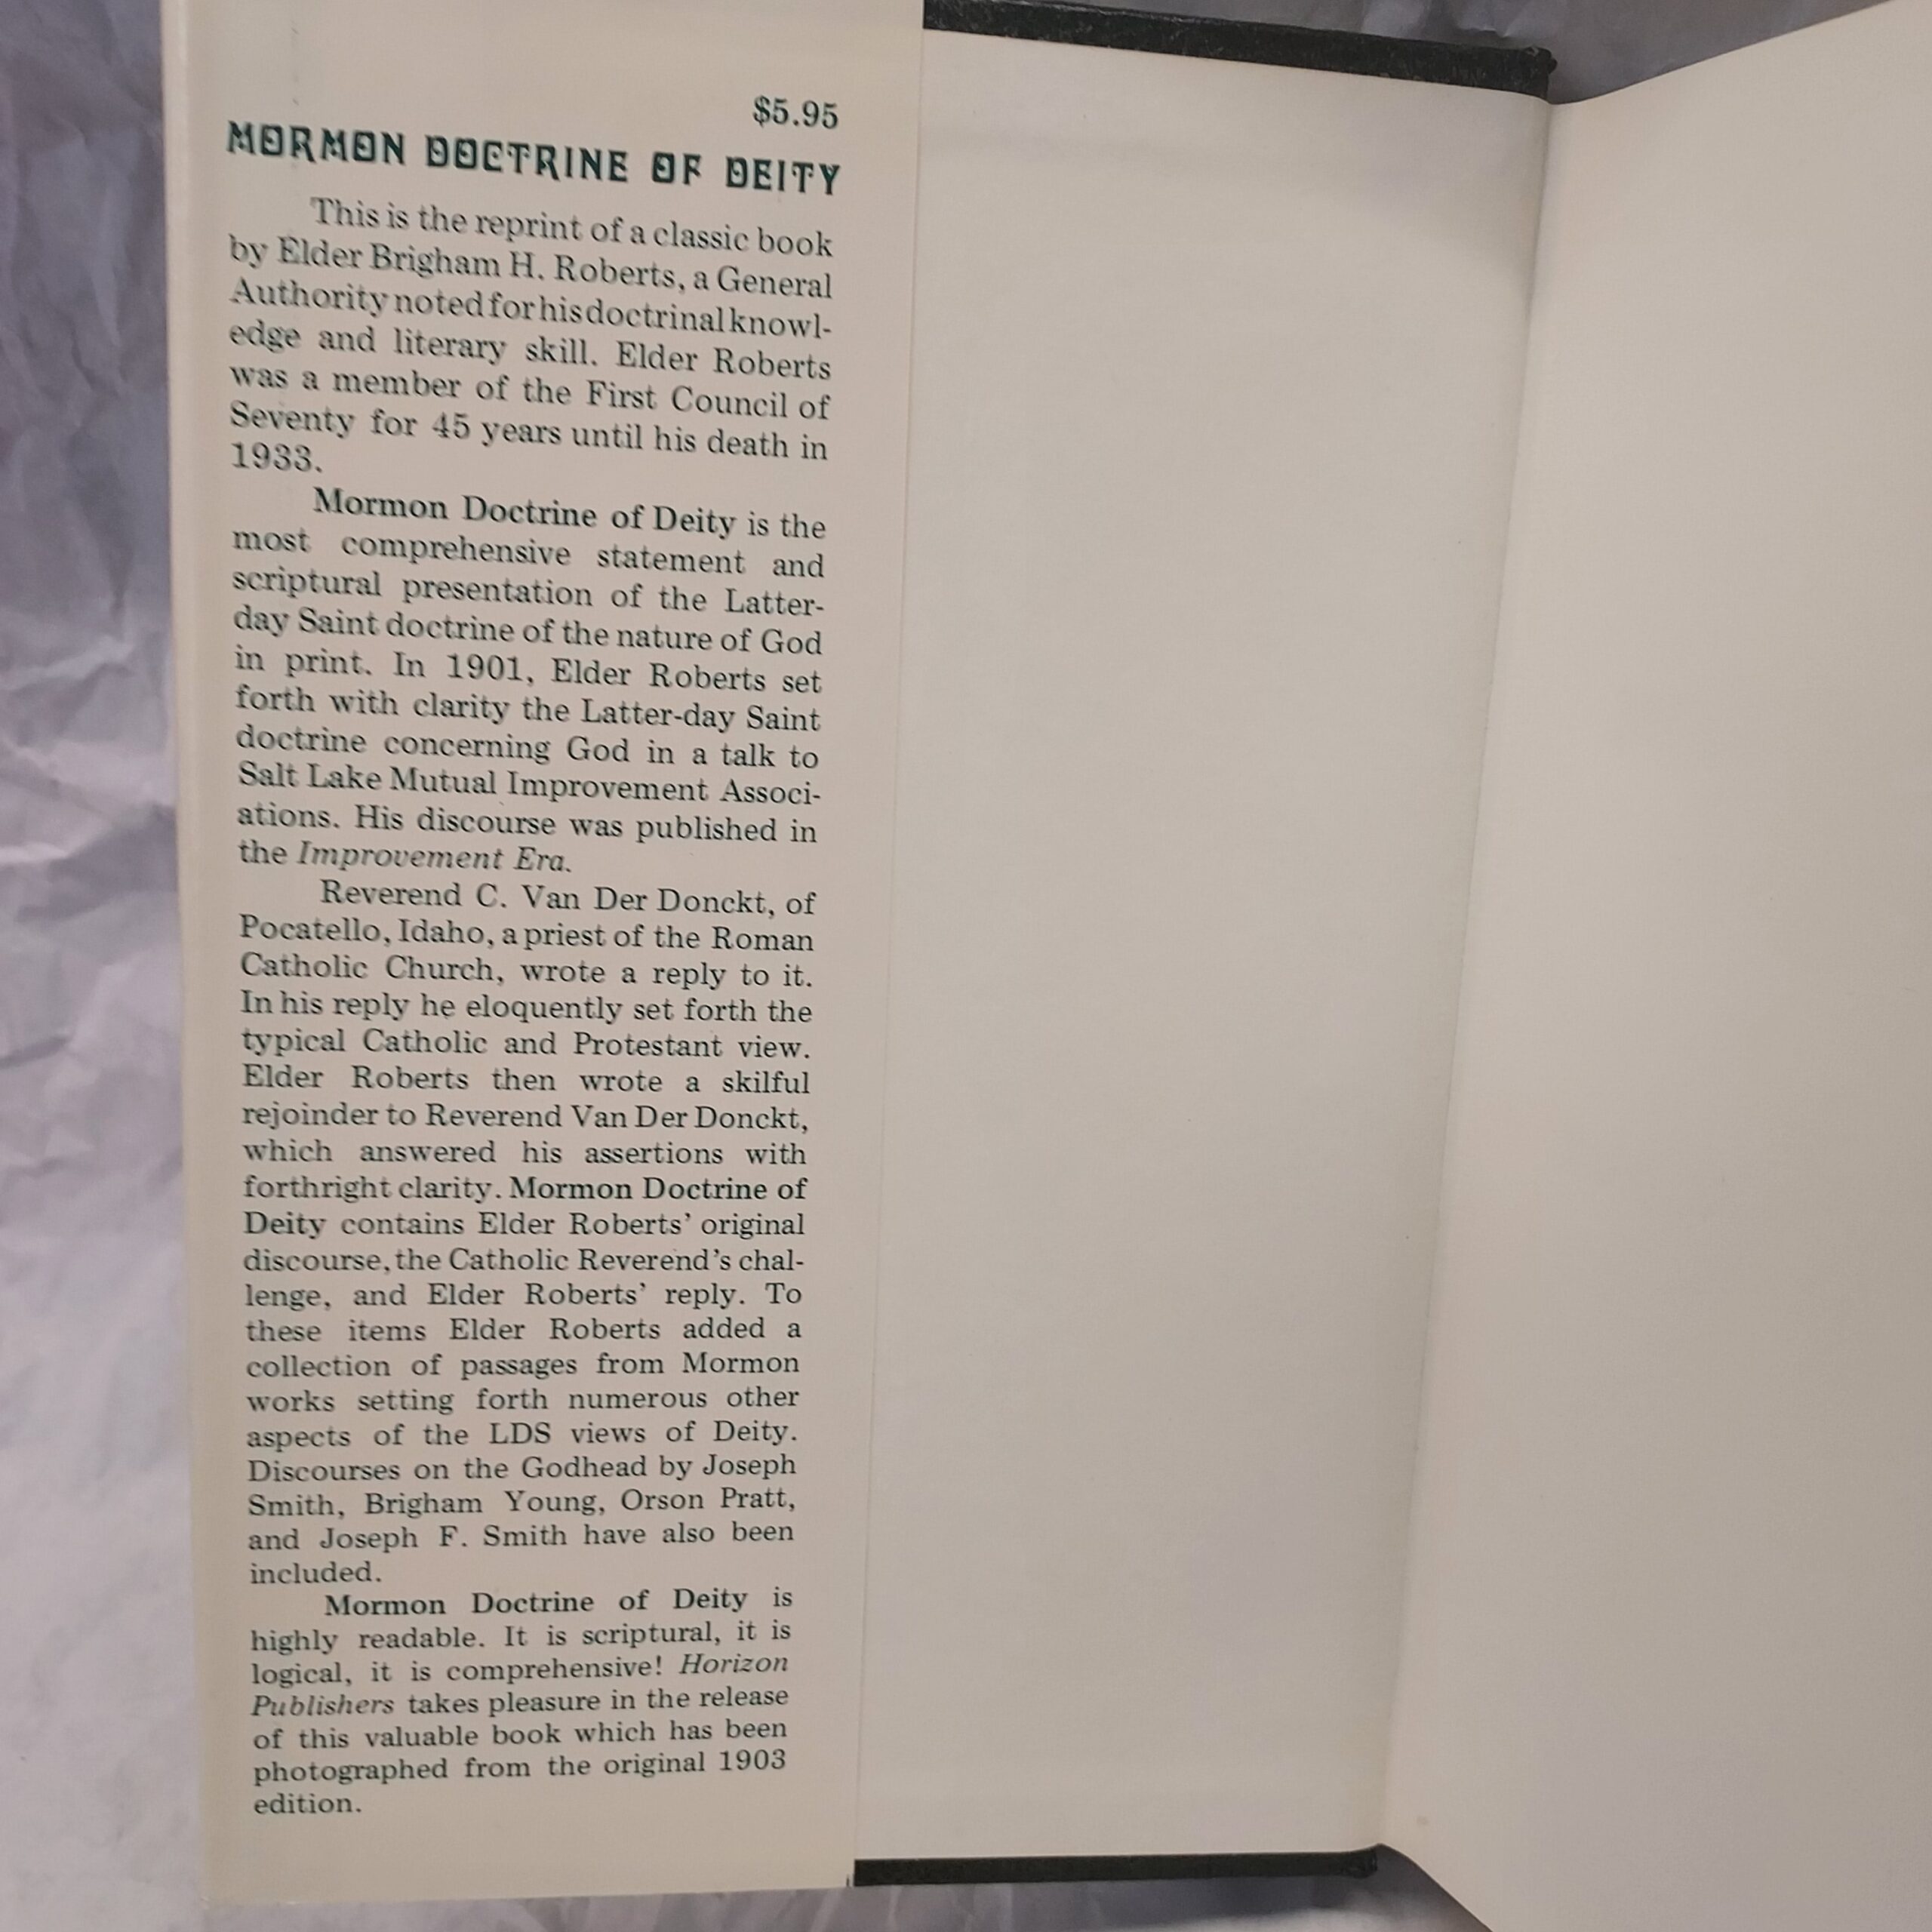 $5.95
MORMON DOCTRINE OF DEITY
This is the reprint of a classic book
by Elder Brigham H. Roberts, a General
Authority noted for his doctrinal knowl-
edge and literary skill. Elder Roberts
was a member of the First Council of
Seventy for 45 years until his death in
1933.
Mormon Doctrine of Deity is the
most comprehensive statement and
scriptural presentation of the Latter-
day Saint doctrine of the nature of God
in print. In 1901, Elder Roberts set
forth with clarity the Latter-day Saint
doctrine concerning God in a talk to
Salt Lake Mutual Improvement Associ-
ations. His discourse was published in
the Improvement Era.
Reverend C. Van Der Donckt, of
Pocatello, Idaho, a priest of the Roman
Catholic Church, wrote a reply to it.
In his reply he eloquently set forth the
typical Catholic and Protestant view.
Elder Roberts then wrote a skilful
rejoinder to Reverend Van Der Donckt,
which answered his assertions with
forthright clarity. Mormon Doctrine of
Deity contains Elder Roberts' original
discourse, the Catholic Reverend's chal-
lenge, and Elder Roberts' reply. To
these items Elder Roberts added a
collection of passages from Mormon
works setting forth numerous other
aspects of the LDS views of Deity.
Discourses on the Godhead by Joseph
Smith, Brigham Young, Orson Pratt,
and Joseph F. Smith have also been
included.
Mormon Doctrine of Deity is
highly readable. It is scriptural, it is
logical, it is comprehensive! Horizon
Publishers takes pleasure in the release
of this valuable book which has been
photographed from the original 1903
edition.